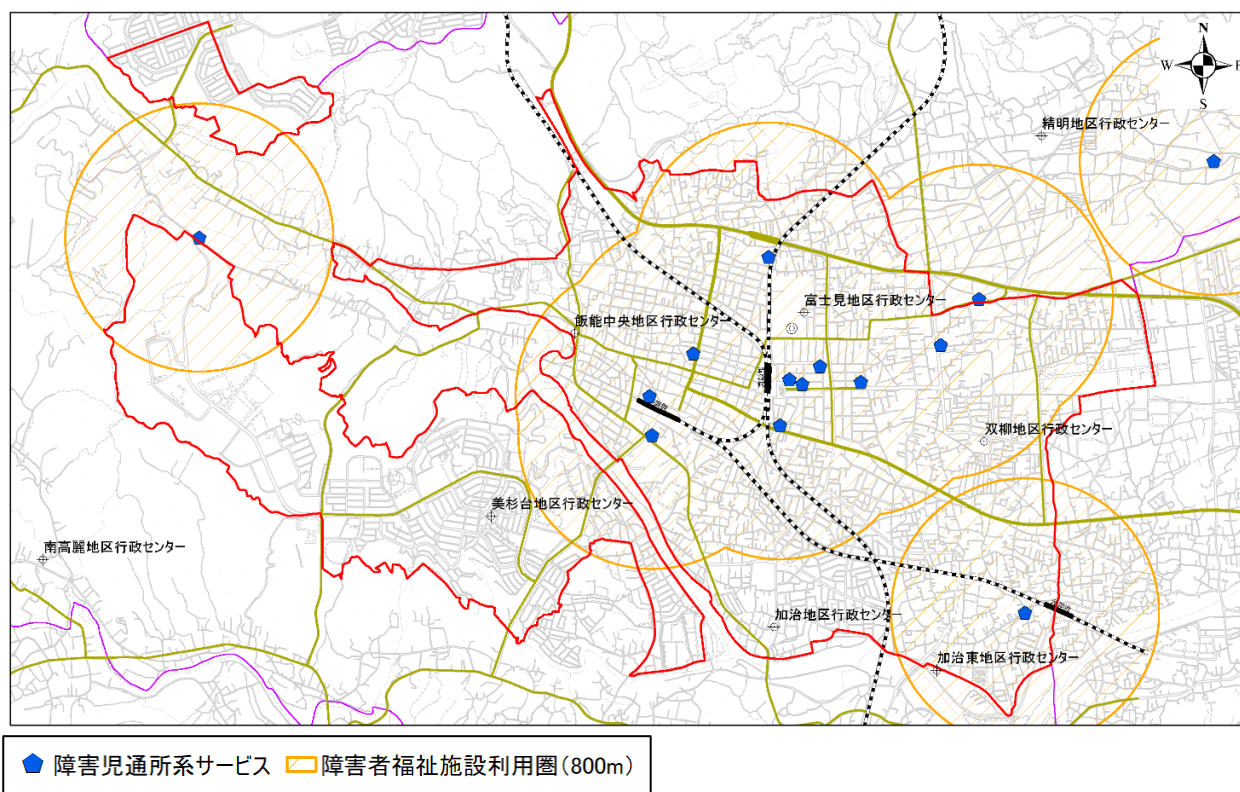 N
W E
S
精明地区行政センター
富士見地区行政センター
飯能中央地区行政センター
双柳地区行政センター
美杉台地区行政センター
南高麗地区行政センター
加治地区行政センター
加治東地区行政センター
障害児通所系サービス 障害者福祉施設利用圏(800m)